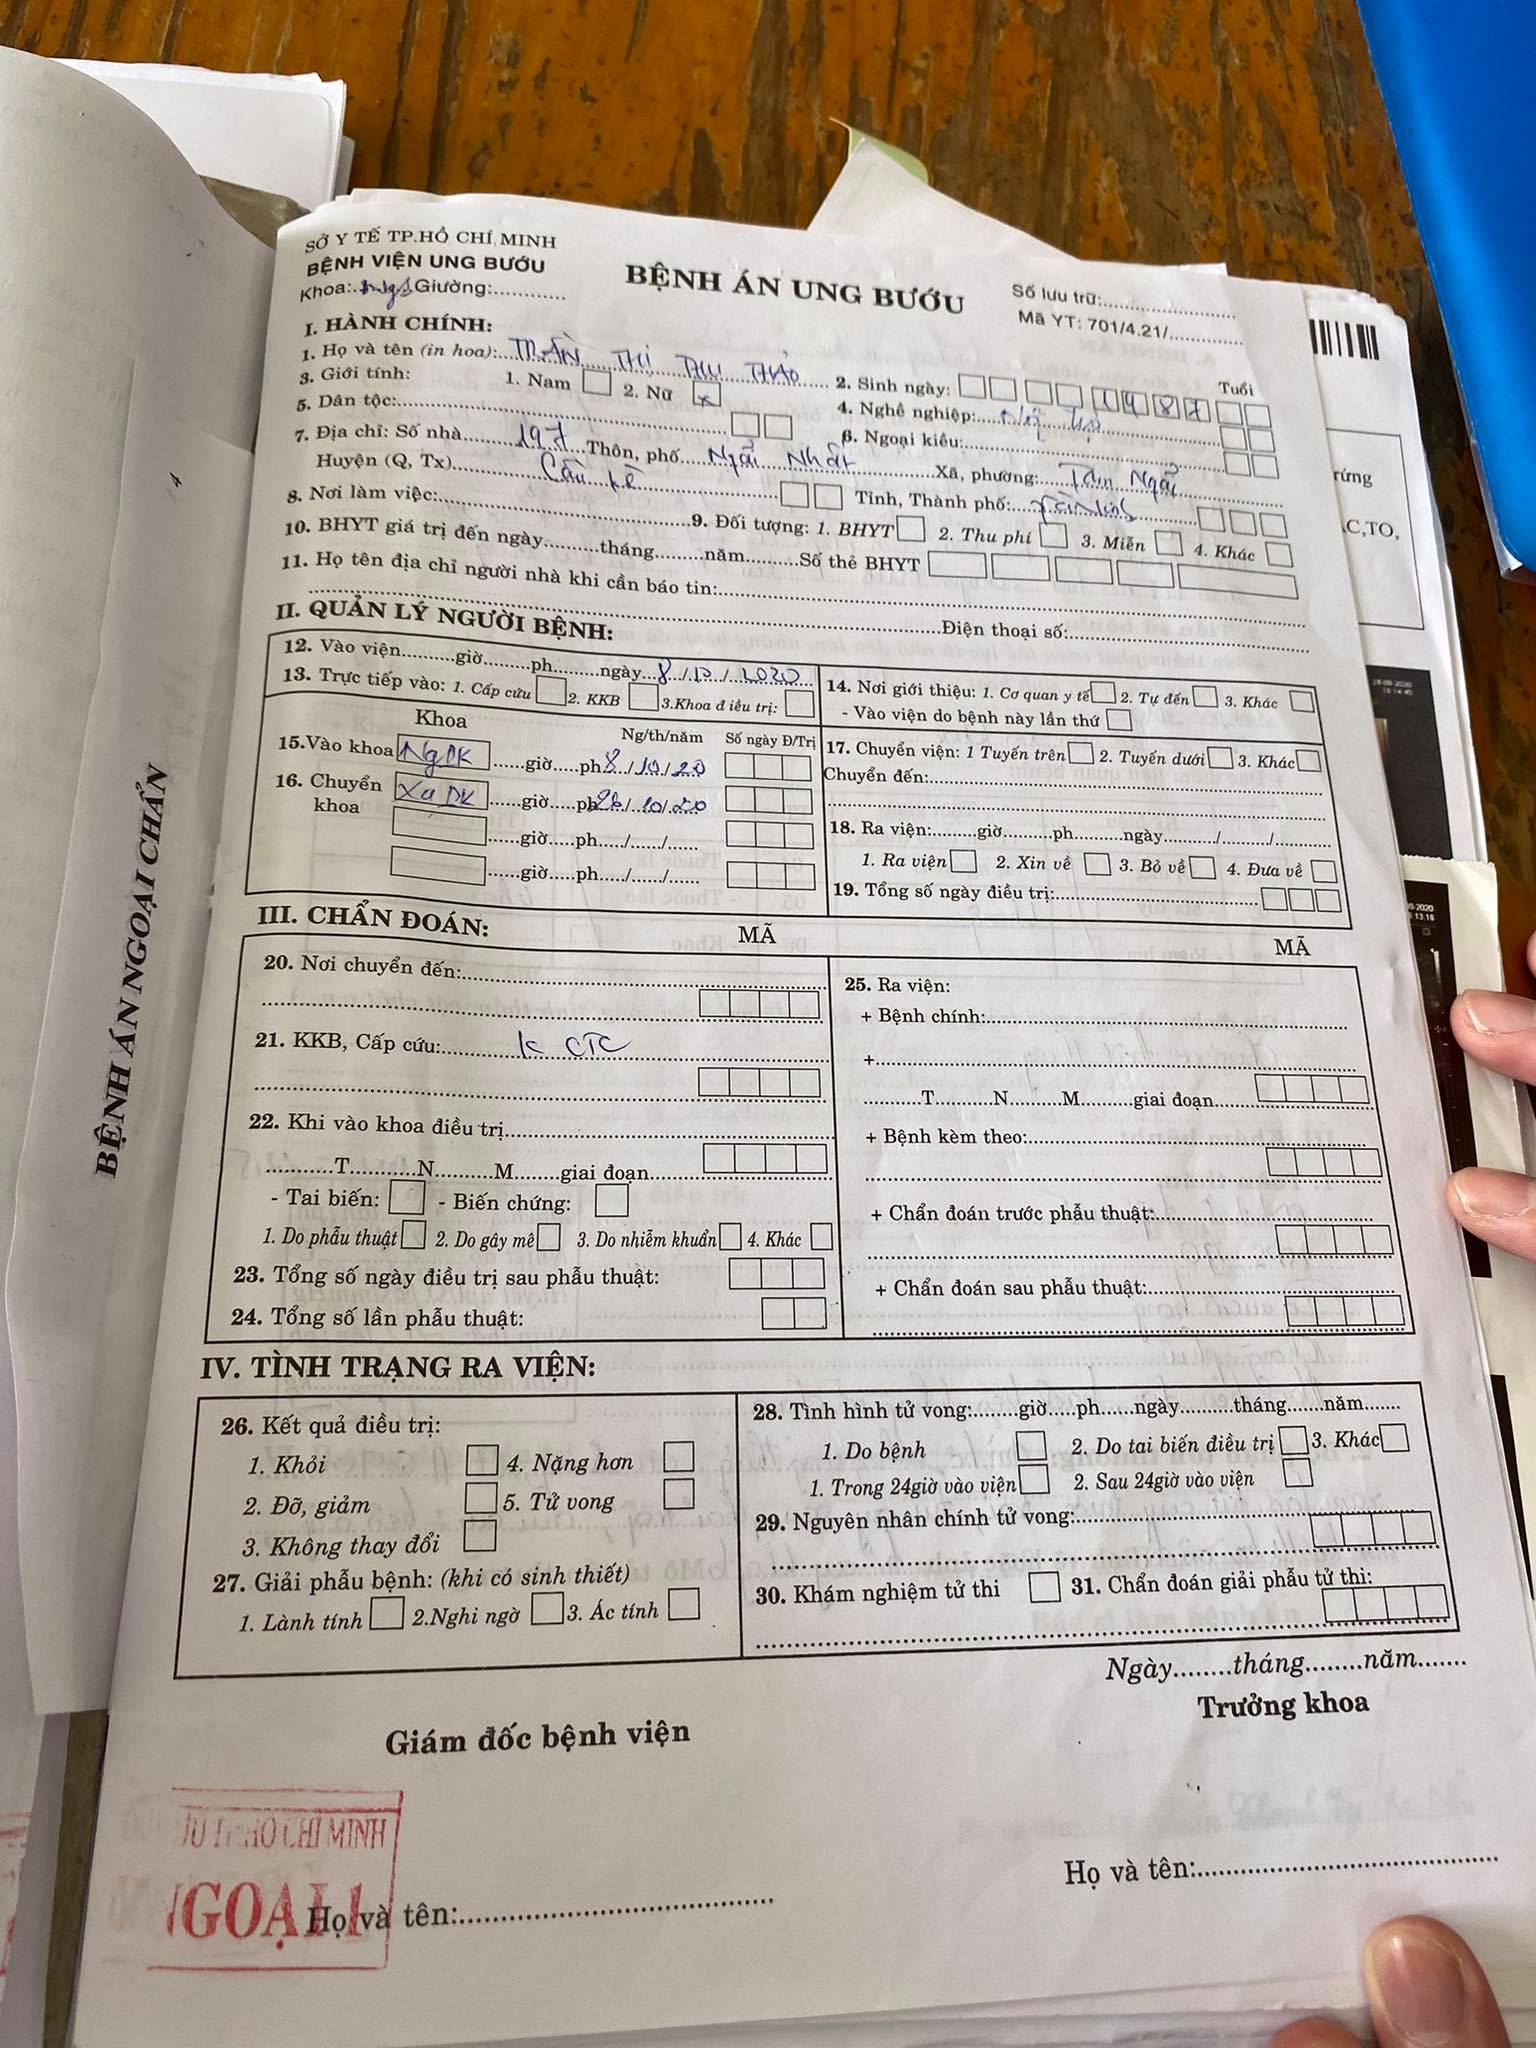 SỞ Y TẾ TP.HỒ CHÍ MINH
BỆNH VIỆN UNG BƯỚU
Khoa:..........Giường:............
BỆNH ÁN UNG BƯỚU
Số lưu trữ:......................
Mã YT: 701/4.21/............
I. HÀNH CHÍNH:
1. Họ và tên (in hoa): TRẦN THỊ THU THẢO 2. Sinh ngày: 1987 Tuổi
3. Giới tính: 1. Nam 2. Nữ x 4. Nghề nghiệp: Nội trợ
5. Dân tộc: 6. Ngoại kiều:
7. Địa chỉ: Số nhà 197 Thôn, phố Ngãi Nhất Xã, phường: Tam Ngãi
Huyện (Q, Tx) Cầu Kè Tỉnh, Thành phố:
8. Nơi làm việc: 9. Đối tượng: 1. BHYT 2. Thu phí 3. Miễn 4. Khác
10. BHYT giá trị đến ngày.........tháng.........năm.........Số thẻ BHYT
11. Họ tên địa chỉ người nhà khi cần báo tin:
Điện thoại số:
II. QUẢN LÝ NGƯỜI BỆNH:
12. Vào viện.........giờ........ph........ngày 8 / 10 / 2020
13. Trực tiếp vào: 1. Cấp cứu 2. KKB 3.Khoa điều trị:
14. Nơi giới thiệu: 1. Cơ quan y tế 2. Tự đến 3. Khác
- Vào viện do bệnh này lần thứ
Khoa Ng/th/năm Số ngày Đ/Trị
15.Vào khoa NgPK ......giờ.....ph 8 / 10 / 20
16. Chuyển khoa Xạ PK ......giờ.....ph 26 / 10 / 20
......giờ.....ph...../....../......
......giờ.....ph...../....../......
17. Chuyển viện: 1 Tuyến trên 2. Tuyến dưới 3. Khác
Chuyển đến:
18. Ra viện:........giờ.........ph.........ngày........./......../.....
1. Ra viện 2. Xin về 3. Bỏ về 4. Đưa về
19. Tổng số ngày điều trị:
III. CHẨN ĐOÁN:
MÃ
MÃ
20. Nơi chuyển đến:
21. KKB, Cấp cứu: K CTC
22. Khi vào khoa điều trị
...........T...........N..........M........giai đoạn
- Tai biến: - Biến chứng:
1. Do phẫu thuật 2. Do gây mê 3. Do nhiễm khuẩn 4. Khác
23. Tổng số ngày điều trị sau phẫu thuật:
24. Tổng số lần phẫu thuật:
25. Ra viện:
+ Bệnh chính:
+
..........T..........N.........M.........giai đoạn
+ Bệnh kèm theo:
+ Chẩn đoán trước phẫu thuật:
+ Chẩn đoán sau phẫu thuật:
IV. TÌNH TRẠNG RA VIỆN:
26. Kết quả điều trị:
1. Khỏi 4. Nặng hơn
2. Đỡ, giảm 5. Tử vong
3. Không thay đổi
27. Giải phẫu bệnh: (khi có sinh thiết)
1. Lành tính 2.Nghi ngờ 3. Ác tính
28. Tình hình tử vong:........giờ.....ph......ngày.........tháng.......năm.......
1. Do bệnh 2. Do tai biến điều trị 3. Khác
1. Trong 24giờ vào viện 2. Sau 24giờ vào viện
29. Nguyên nhân chính tử vong:
30. Khám nghiệm tử thi 31. Chẩn đoán giải phẫu tử thi:
Ngày........tháng........năm.......
Trưởng khoa
Giám đốc bệnh viện
Họ và tên:
Họ và tên:
HỒ CHÍ MINH
NGOẠI 1
BỆNH ÁN NGOẠI CHẨN